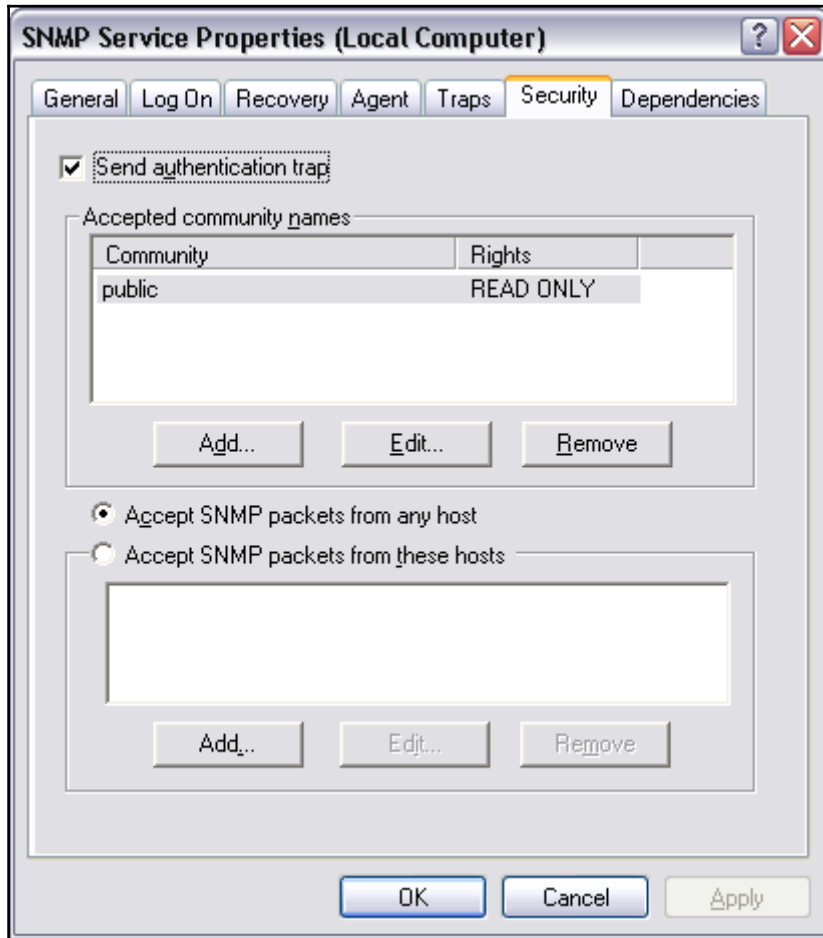 SNMP Service Properties (Local Computer)
General Log On Recovery Agent Traps Security Dependencies
Send authentication trap
Accepted community names
Community Rights
public READ ONLY
Add... Edit... Remove
Accept SNMP packets from any host
Accept SNMP packets from these hosts
Add... Edit... Remove
OK Cancel Apply